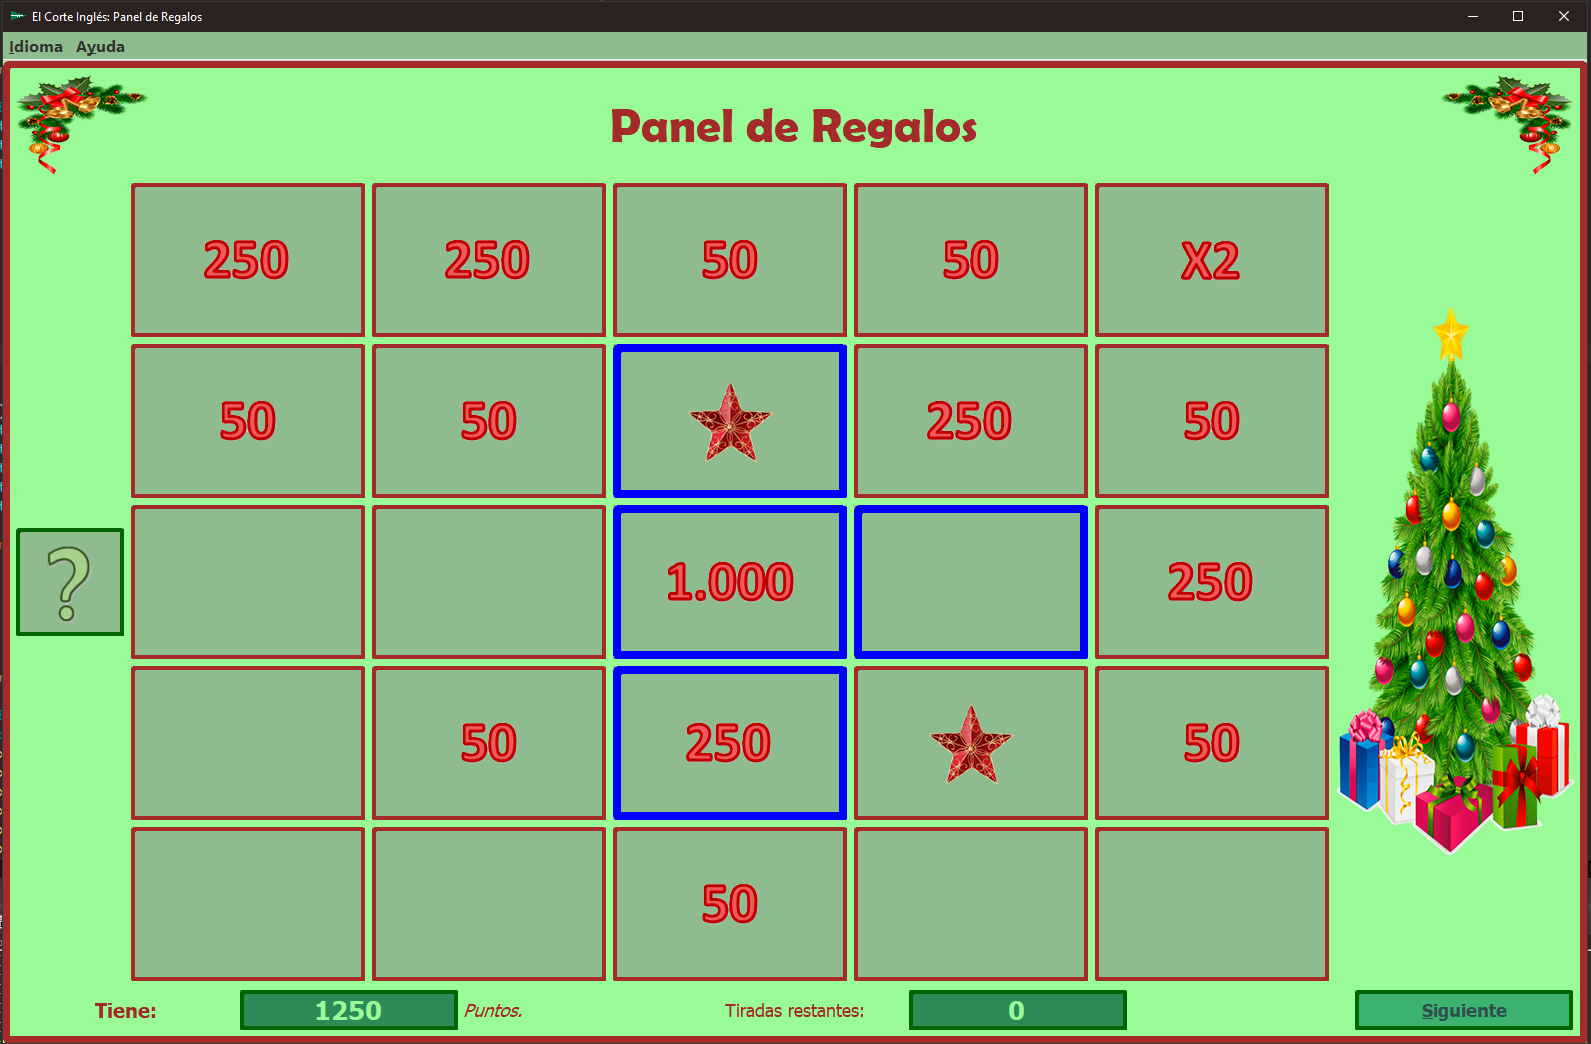 El Corte Inglés: Panel de Regalos
Idioma Ayuda
Panel de Regalos
250 250 50 50 X2
50 50 250 50
1.000 250
?
50 250 50
50
Tiene: 1250 Puntos. Tiradas restantes: 0 Siguiente